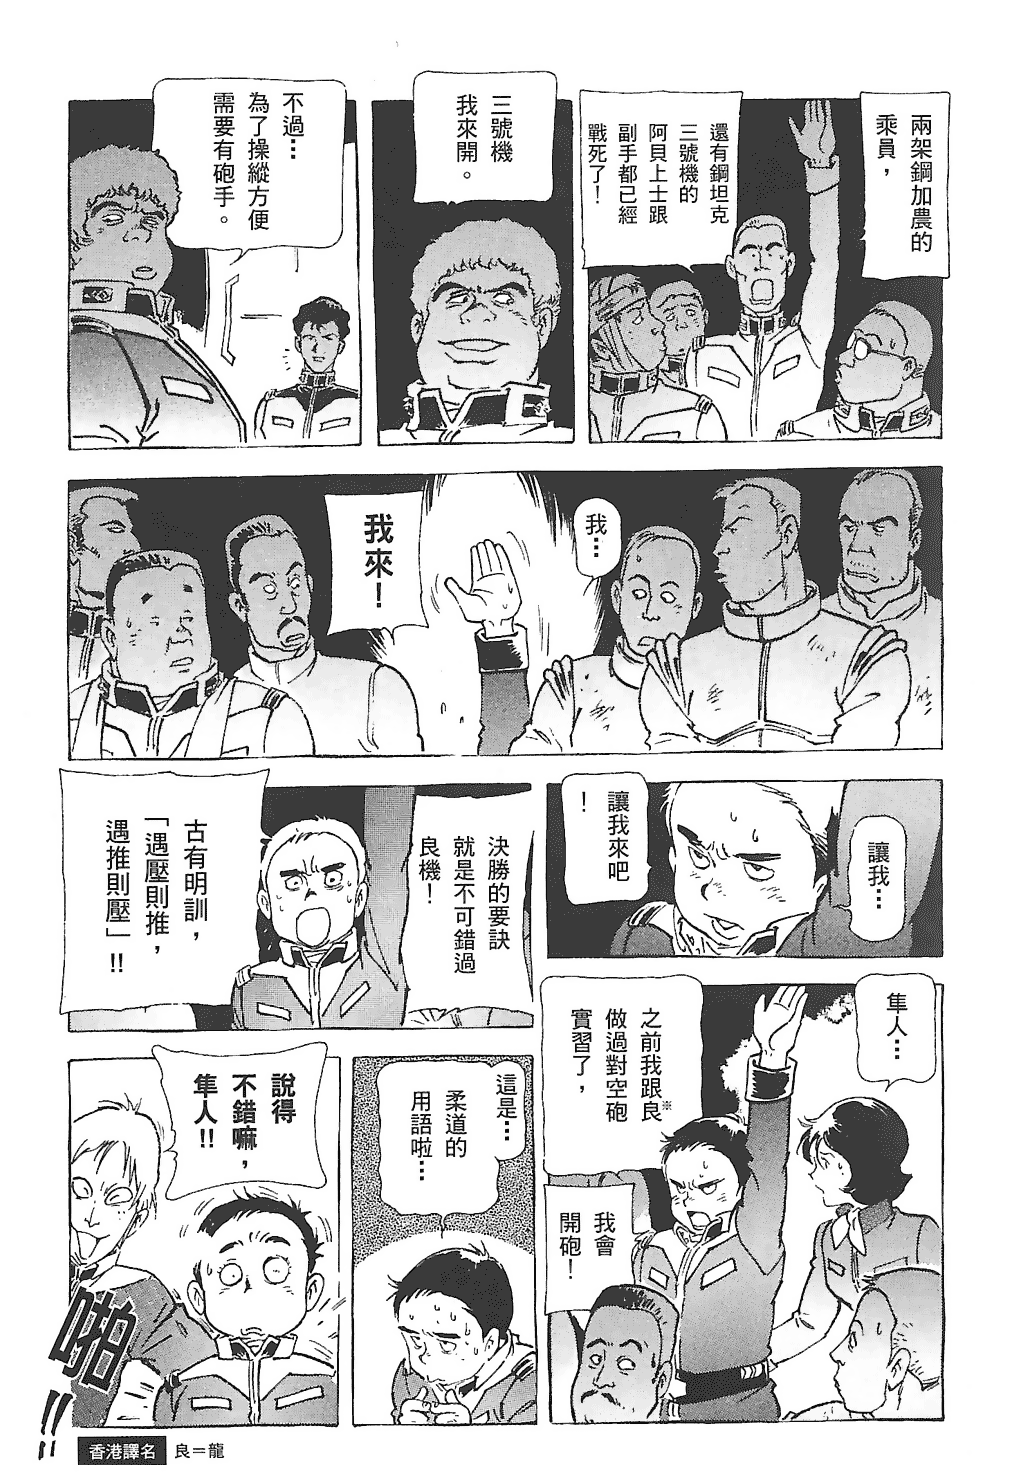 兩架鋼加農的
乘員，
還有鋼坦克
三號機的
阿貝上士跟
副手都已經
戰死了！
三號機
我來開。
不過…
為了操縱方便
需要有砲手。
我…
我來！
讓我…
讓我來吧
！
決勝的要訣
就是不可錯過
良機！
古有明訓，
「遇壓則推，
遇推則壓」!!
隼人…
之前我跟良※
做過對空砲
實習了，
我會
開砲！
這是…
柔道的
用語啦…
說得
不錯嘛，
隼人!!
啪!!
香港譯名 良＝龍